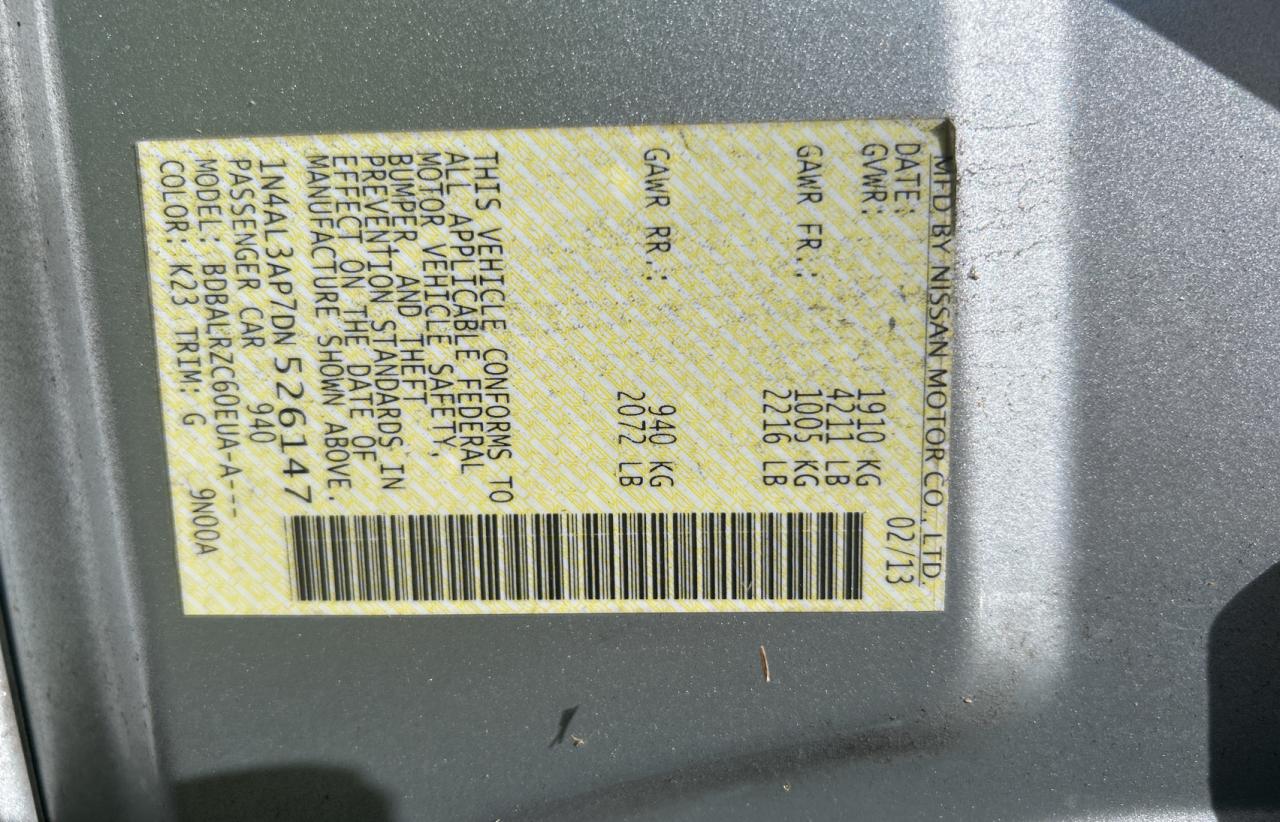 MFD BY NISSAN MOTOR CO., LTD.
DATE: 02/13
GVWR: 1910 KG
4211 LB
GAWR FR.: 1005 KG
2216 LB
GAWR RR.: 940 KG
2072 LB
THIS VEHICLE CONFORMS TO
ALL APPLICABLE FEDERAL
MOTOR VEHICLE SAFETY,
BUMPER, AND THEFT
PREVENTION STANDARDS IN
EFFECT ON THE DATE OF
MANUFACTURE SHOWN ABOVE.
1N4AL3AP7DN526147
PASSENGER CAR 940
MODEL: BDBALRZC60EUA-A---
COLOR: K23 TRIM: G 9N00A